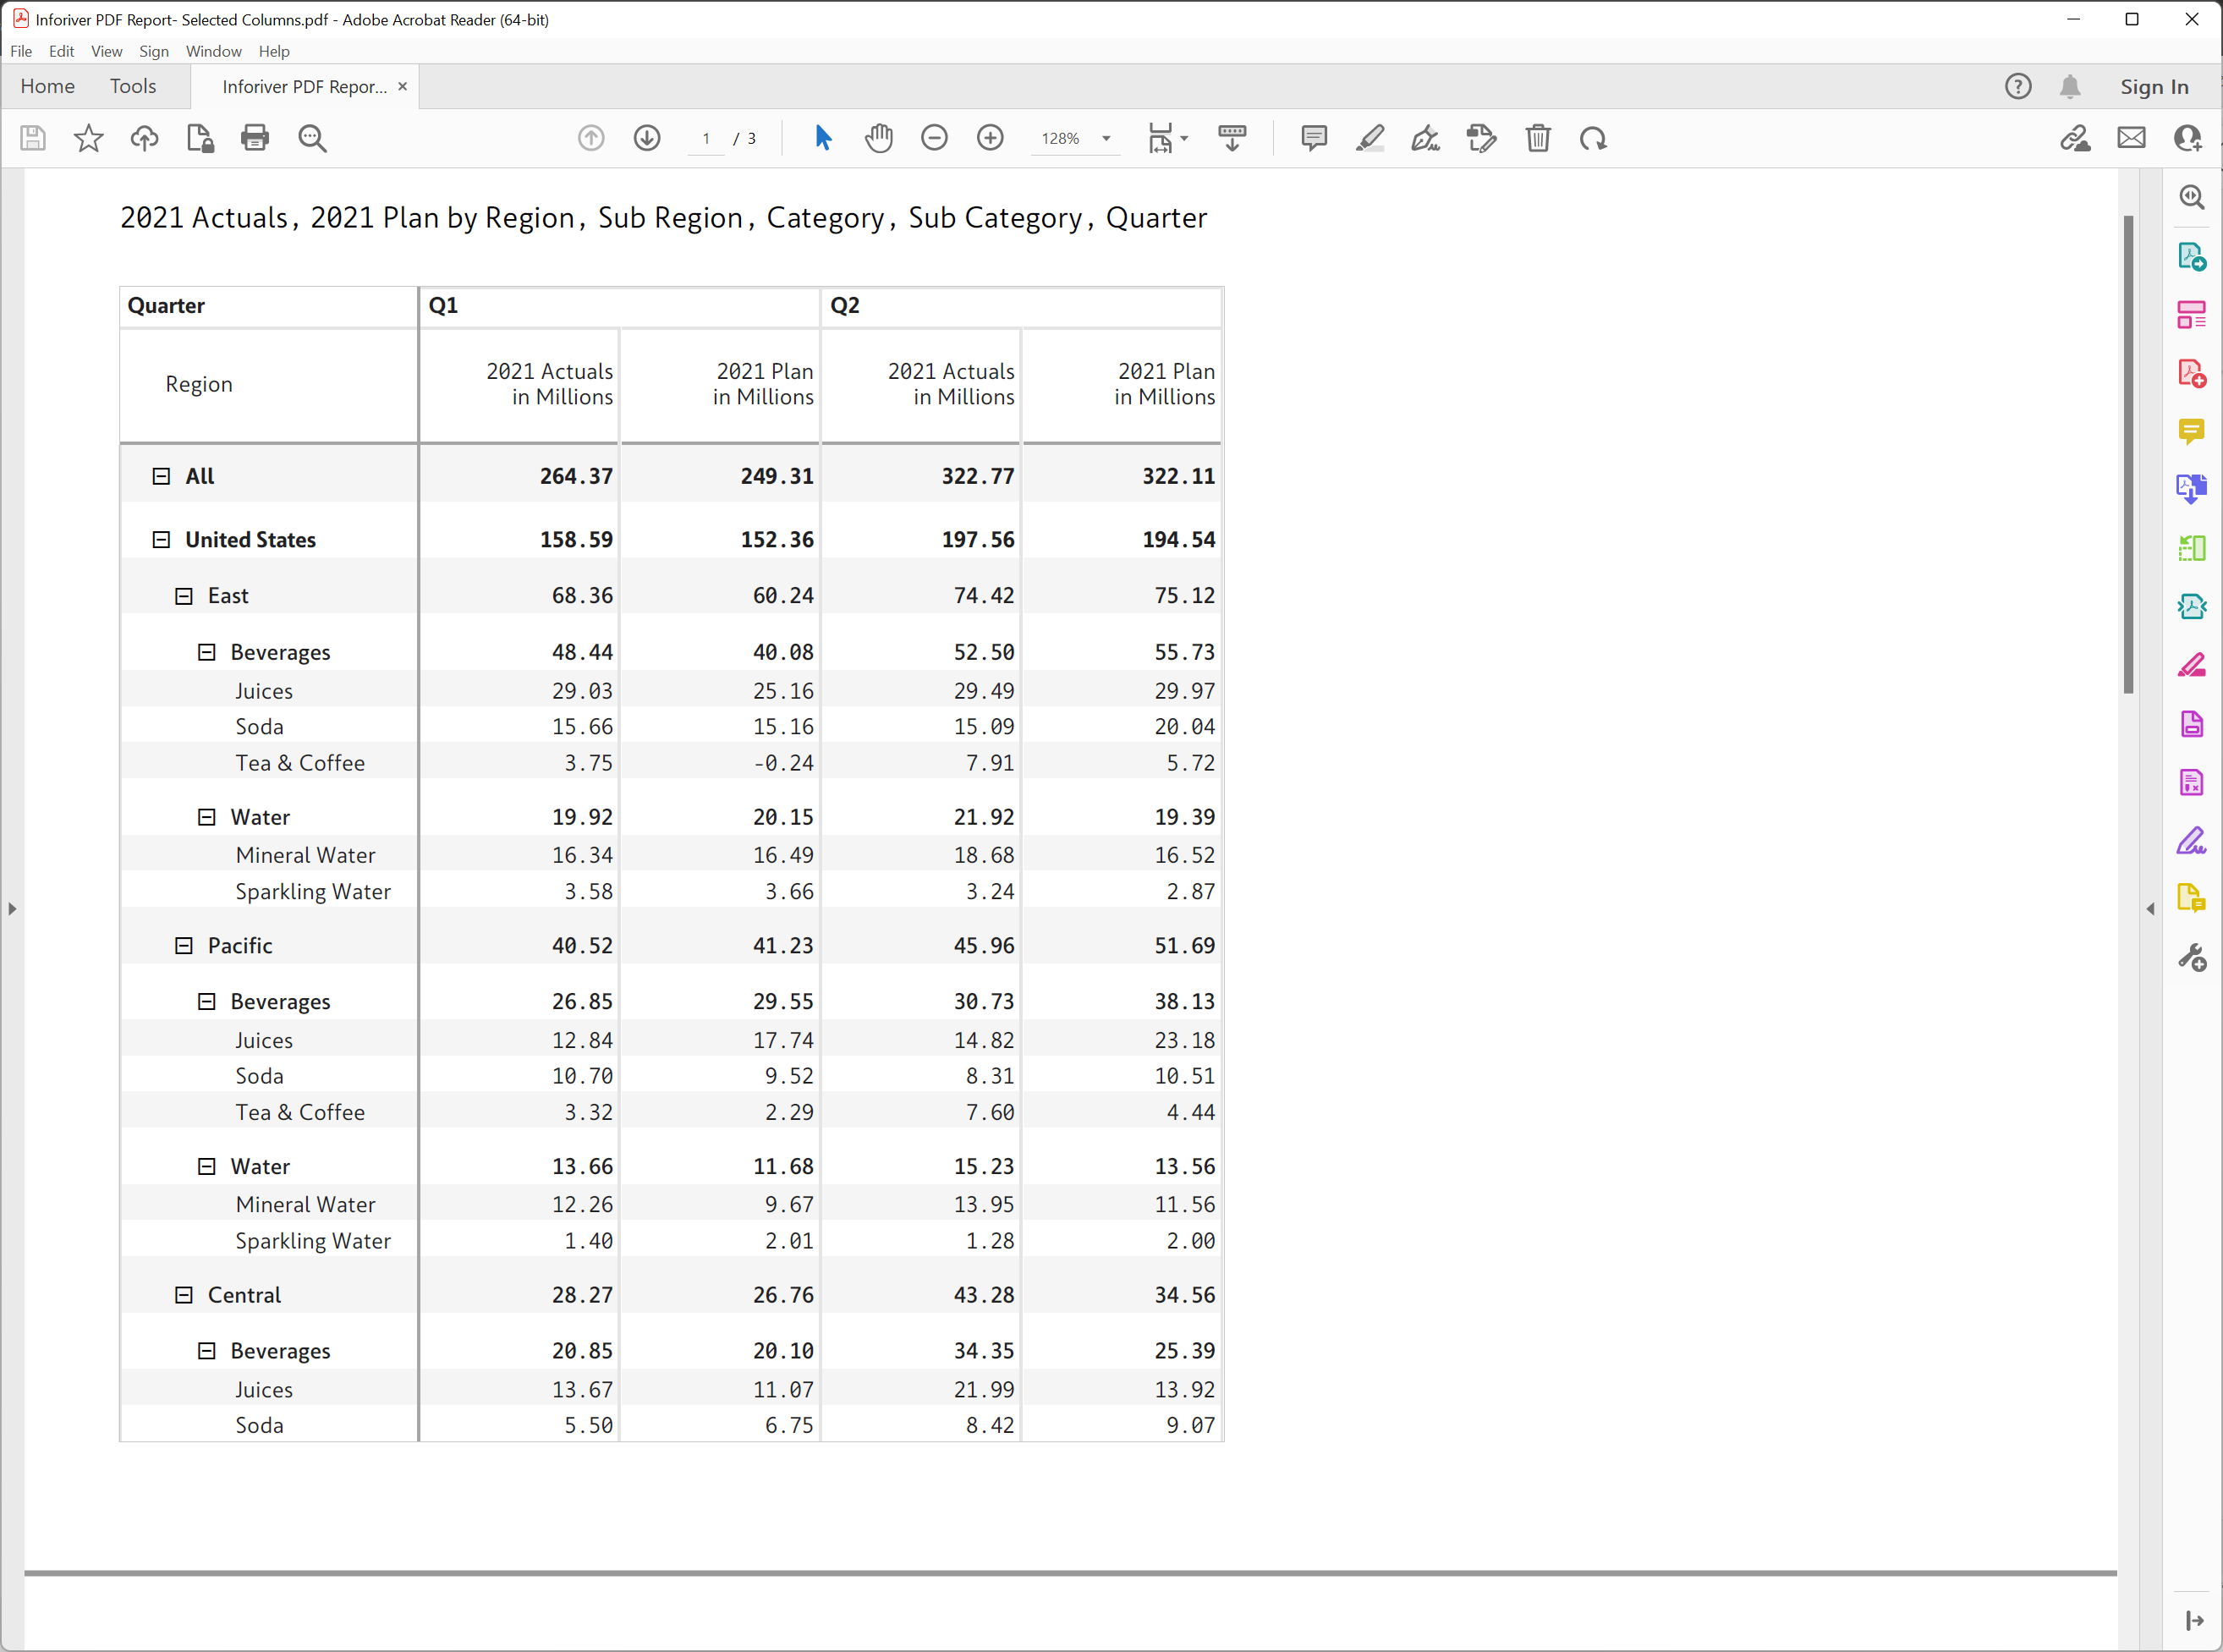 Inforiver PDF Report- Selected Columns.pdf - Adobe Acrobat Reader (64-bit)
File Edit View Sign Window Help
Home Tools Inforiver PDF Repor... × Sign In
1 / 3 128%
2021 Actuals, 2021 Plan by Region, Sub Region, Category, Sub Category, Quarter
Quarter Q1 Q2
Region 2021 Actuals in Millions 2021 Plan in Millions 2021 Actuals in Millions 2021 Plan in Millions
All 264.37 249.31 322.77 322.11
United States 158.59 152.36 197.56 194.54
East 68.36 60.24 74.42 75.12
Beverages 48.44 40.08 52.50 55.73
Juices 29.03 25.16 29.49 29.97
Soda 15.66 15.16 15.09 20.04
Tea & Coffee 3.75 -0.24 7.91 5.72
Water 19.92 20.15 21.92 19.39
Mineral Water 16.34 16.49 18.68 16.52
Sparkling Water 3.58 3.66 3.24 2.87
Pacific 40.52 41.23 45.96 51.69
Beverages 26.85 29.55 30.73 38.13
Juices 12.84 17.74 14.82 23.18
Soda 10.70 9.52 8.31 10.51
Tea & Coffee 3.32 2.29 7.60 4.44
Water 13.66 11.68 15.23 13.56
Mineral Water 12.26 9.67 13.95 11.56
Sparkling Water 1.40 2.01 1.28 2.00
Central 28.27 26.76 43.28 34.56
Beverages 20.85 20.10 34.35 25.39
Juices 13.67 11.07 21.99 13.92
Soda 5.50 6.75 8.42 9.07